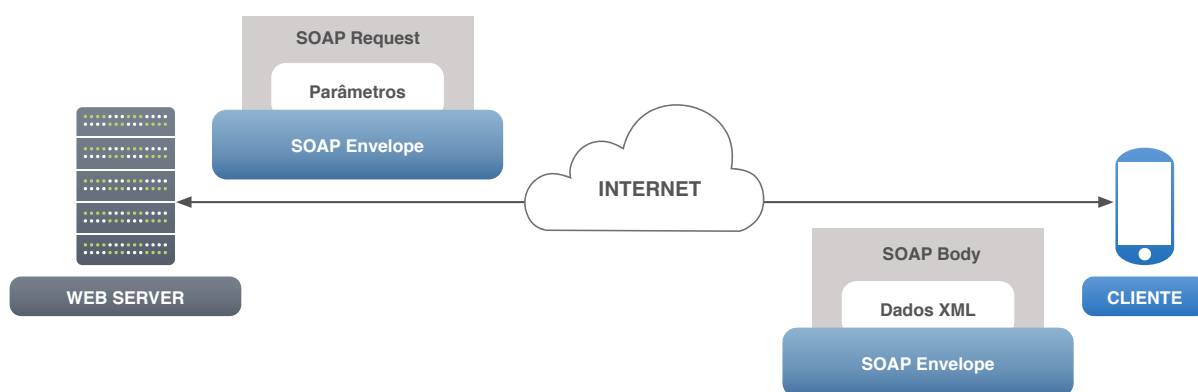 SOAP Request
Parâmetros
SOAP Envelope
INTERNET
WEB SERVER
SOAP Body
Dados XML
SOAP Envelope
CLIENTE